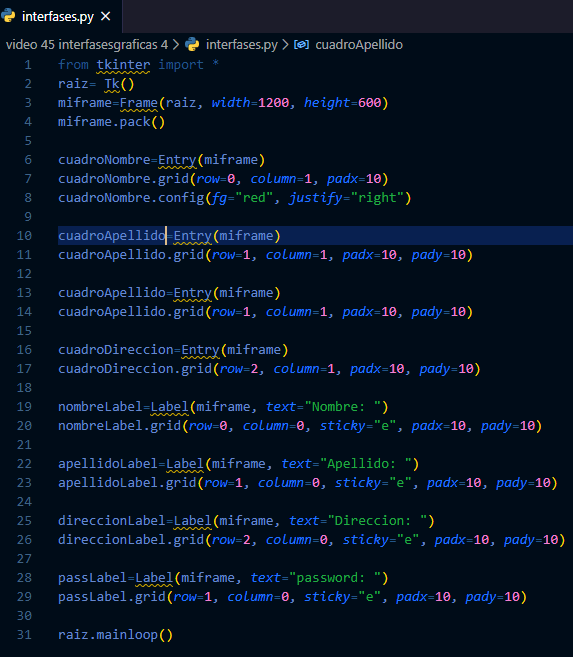 interfases.py ×
video 45 interfasesgraficas 4 > interfases.py > cuadroApellido
1 from tkinter import *
2 raiz= Tk()
3 miframe=Frame(raiz, width=1200, height=600)
4 miframe.pack()
5
6 cuadroNombre=Entry(miframe)
7 cuadroNombre.grid(row=0, column=1, padx=10)
8 cuadroNombre.config(fg="red", justify="right")
9
10 cuadroApellido=Entry(miframe)
11 cuadroApellido.grid(row=1, column=1, padx=10, pady=10)
12
13 cuadroApellido=Entry(miframe)
14 cuadroApellido.grid(row=1, column=1, padx=10, pady=10)
15
16 cuadroDireccion=Entry(miframe)
17 cuadroDireccion.grid(row=2, column=1, padx=10, pady=10)
18
19 nombreLabel=Label(miframe, text="Nombre: ")
20 nombreLabel.grid(row=0, column=0, sticky="e", padx=10, pady=10)
21
22 apellidoLabel=Label(miframe, text="Apellido: ")
23 apellidoLabel.grid(row=1, column=0, sticky="e", padx=10, pady=10)
24
25 direccionLabel=Label(miframe, text="Direccion: ")
26 direccionLabel.grid(row=2, column=0, sticky="e", padx=10, pady=10)
27
28 passLabel=Label(miframe, text="password: ")
29 passLabel.grid(row=1, column=0, sticky="e", padx=10, pady=10)
30
31 raiz.mainloop()